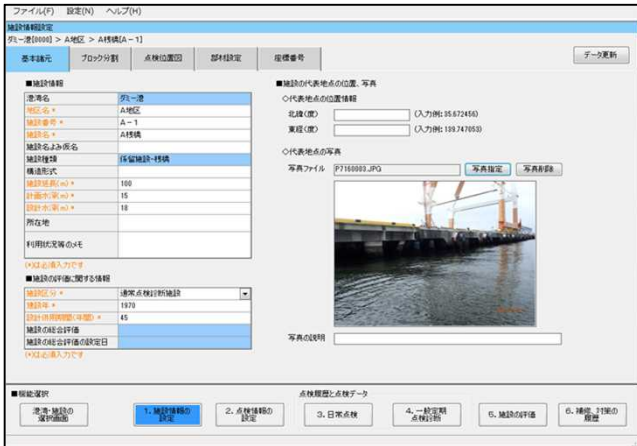 ファイル(F) 設定(N) ヘルプ(H)
施設情報設定
ダミー港[0000] > A地区 > A桟橋[A-1]
基本諸元 ブロック分割 点検位置図 部材設定 座標番号 データ更新
■施設情報
港湾名 ダミー港
地区名 * A地区
施設番号 * A-1
施設名 * A桟橋
施設名よみ仮名
施設種類 係留施設-桟橋
構造形式
施設延長(m) * 100
計画水深(m) * 15
設計水深(m) * 18
所在地
利用状況等のメモ
(*)は必須入力です
■施設の評価に関する情報
施設区分 * 通常点検診断施設
建設年 * 1970
設計供用期間(年間) * 45
施設の総合評価
施設の総合評価の設定日
(*)は必須入力です
■施設の代表地点の位置、写真
◇代表地点の位置情報
北緯(度) (入力例:35.672456)
東経(度) (入力例:139.747053)
◇代表地点の写真
写真ファイル P7160003.JPG 写真指定 写真削除
写真の説明
■機能選択
港湾・施設の選択画面
1. 施設情報の設定
2. 点検情報の設定
点検履歴と点検データ
3. 日常点検
4. 一般定期点検診断
5. 施設の評価
6. 補修、対策の履歴